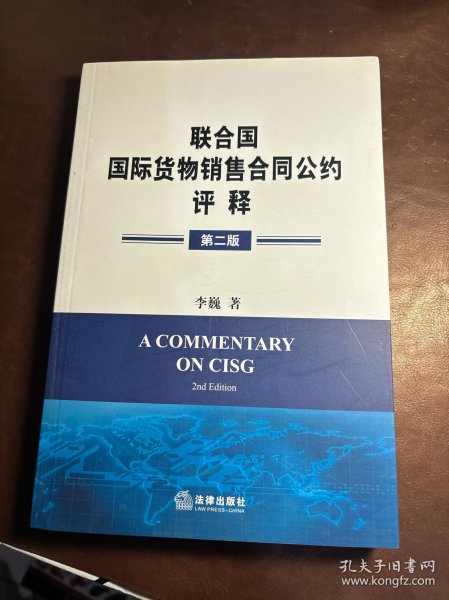 联合国
国际货物销售合同公约
评 释
第二版
李巍 著
A COMMENTARY
ON CISG
2nd Edition
法律出版社
LAW PRESS·CHINA
孔夫子旧书网
www.kongfz.com